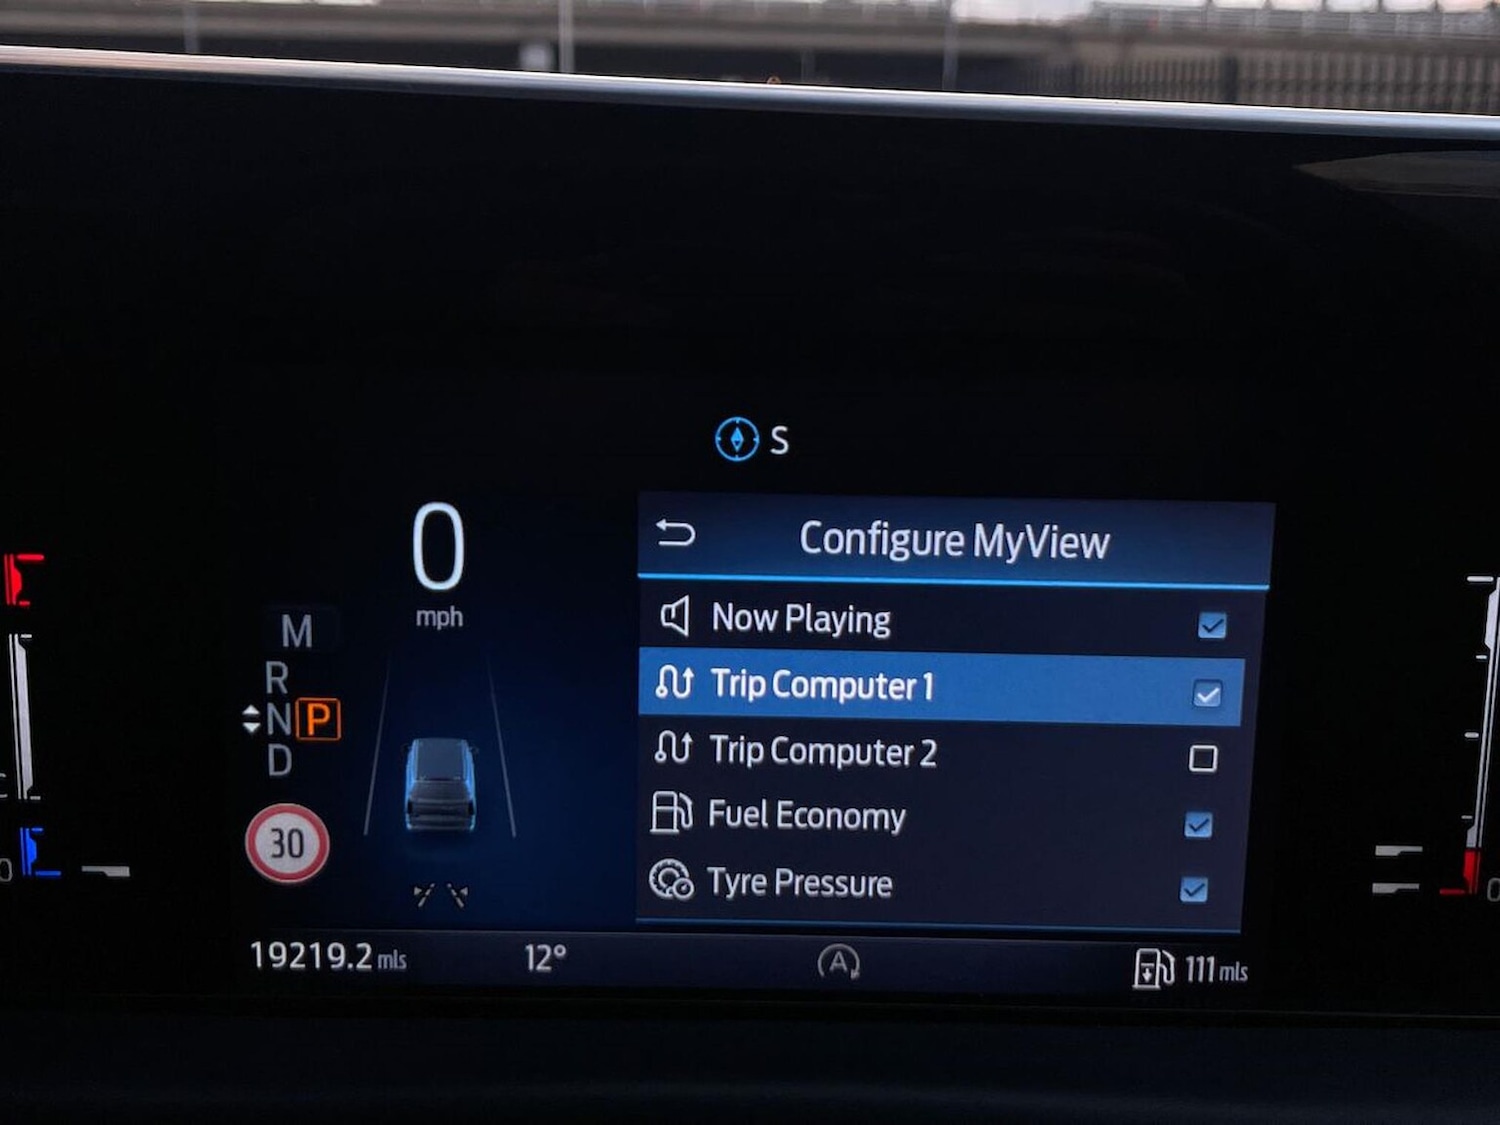 S
0
mph
Configure MyView
Now Playing
Trip Computer 1
Trip Computer 2
Fuel Economy
Tyre Pressure
M
R
N P
D
30
19219.2 mls
12°
A
111 mls